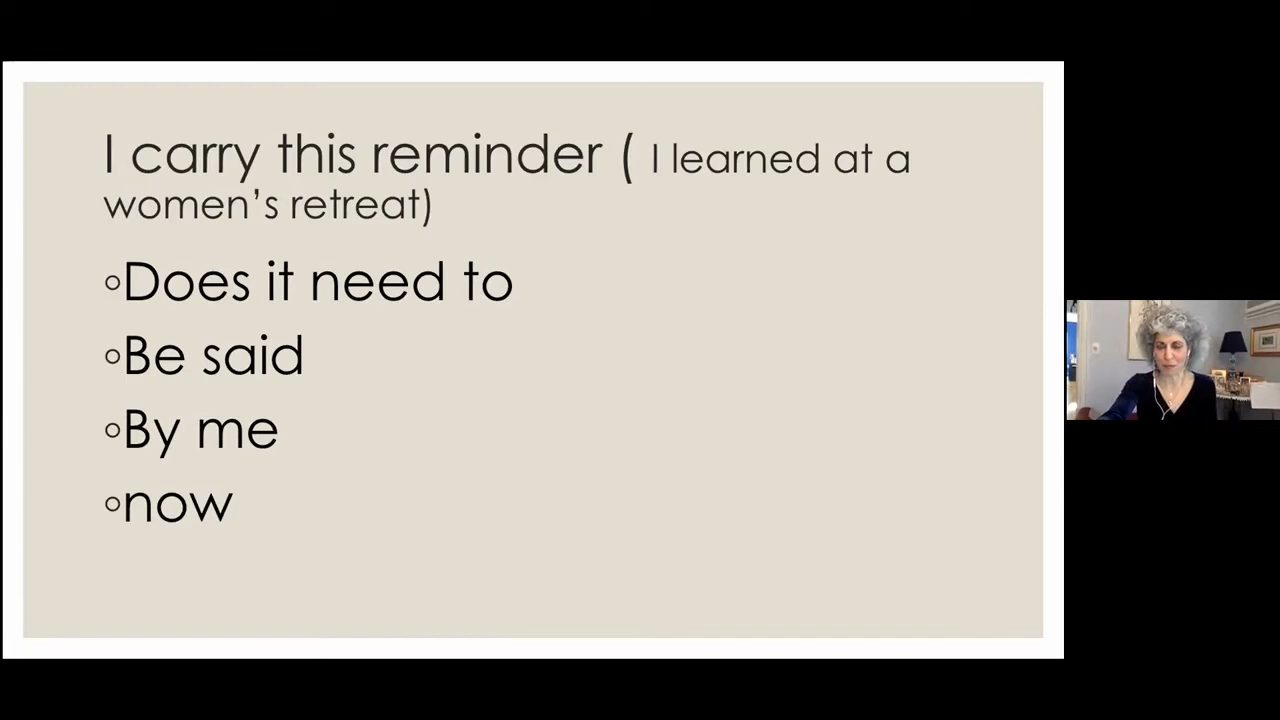 I carry this reminder ( I learned at a
women’s retreat)
◦Does it need to
◦Be said
◦By me
◦now